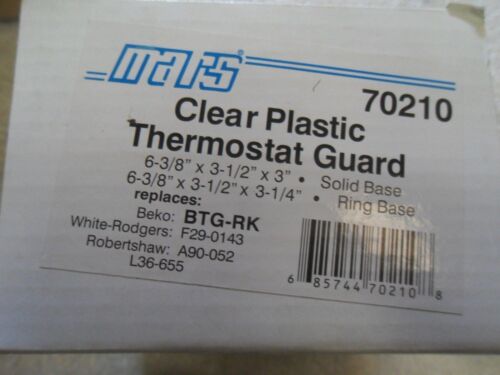 mars®
70210
Clear Plastic
Thermostat Guard
6-3/8" x 3-1/2" x 3" • Solid Base
6-3/8" x 3-1/2" x 3-1/4" • Ring Base
replaces:
Beko: BTG-RK
White-Rodgers: F29-0143
Robertshaw: A90-052
L36-655
6 85744 70210 8